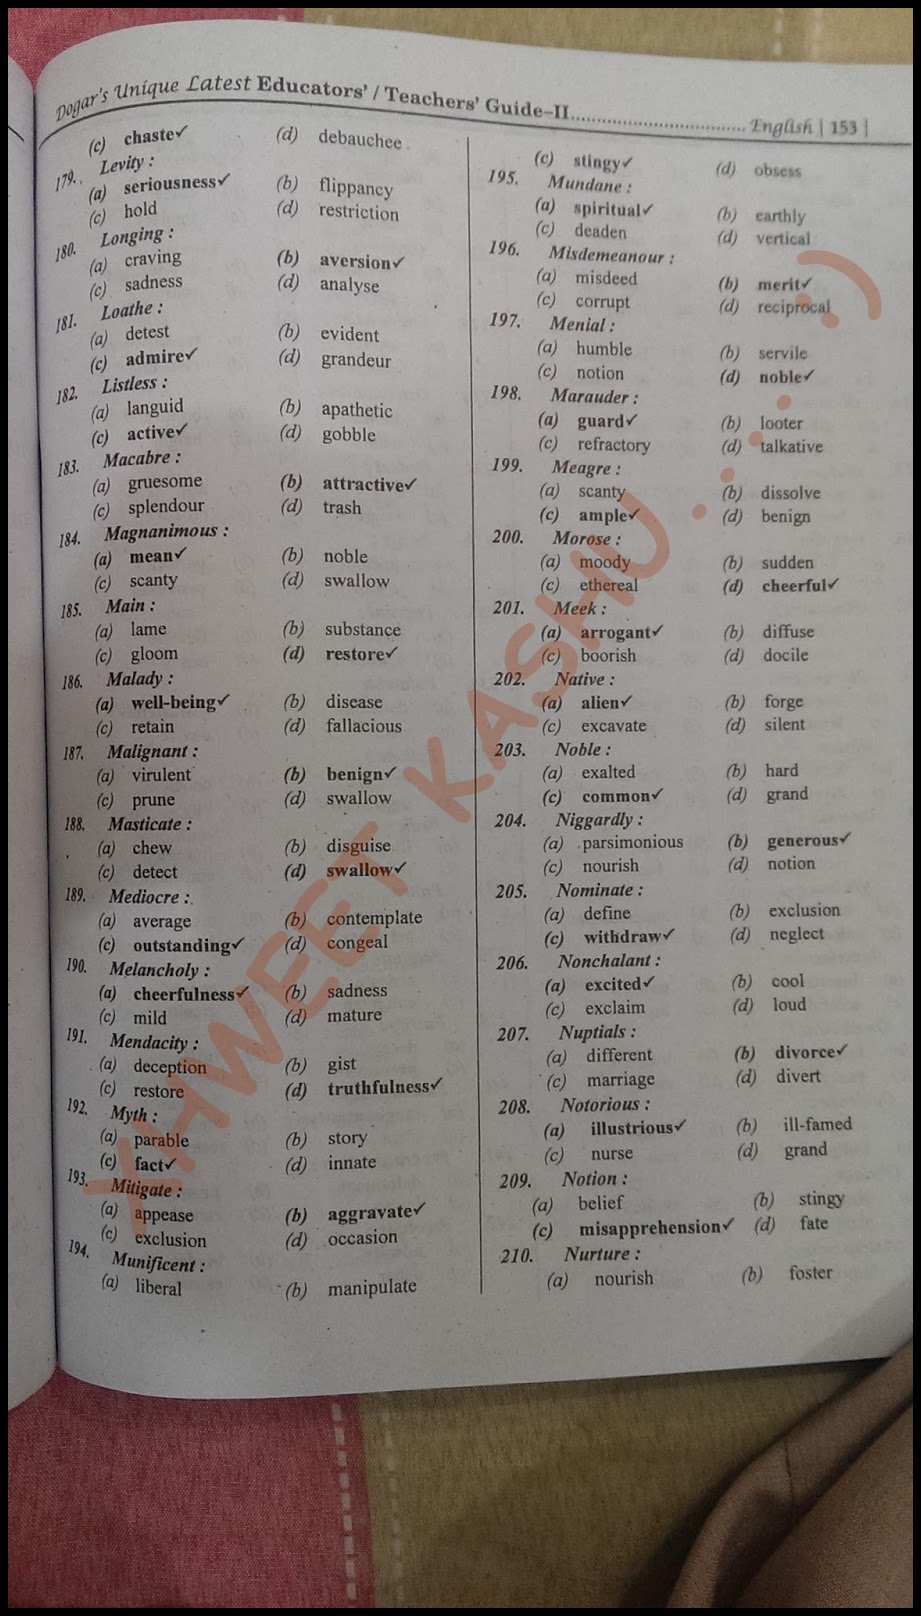 Dogar's Unique Latest Educators' / Teachers' Guide–II.................................. English | 153 |
(c) chaste✓ (d) debauchee
179. Levity :
(a) seriousness✓ (b) flippancy
(c) hold (d) restriction
180. Longing :
(a) craving (b) aversion✓
(c) sadness (d) analyse
181. Loathe :
(a) detest (b) evident
(c) admire✓ (d) grandeur
182. Listless :
(a) languid (b) apathetic
(c) active✓ (d) gobble
183. Macabre :
(a) gruesome (b) attractive✓
(c) splendour (d) trash
184. Magnanimous :
(a) mean✓ (b) noble
(c) scanty (d) swallow
185. Main :
(a) lame (b) substance
(c) gloom (d) restore✓
186. Malady :
(a) well-being✓ (b) disease
(c) retain (d) fallacious
187. Malignant :
(a) virulent (b) benign✓
(c) prune (d) swallow
188. Masticate :
(a) chew (b) disguise
(c) detect (d) swallow✓
189. Mediocre :
(a) average (b) contemplate
(c) outstanding✓ (d) congeal
190. Melancholy :
(a) cheerfulness✓ (b) sadness
(c) mild (d) mature
191. Mendacity :
(a) deception (b) gist
(c) restore (d) truthfulness✓
192. Myth :
(a) parable (b) story
(c) fact✓ (d) innate
193. Mitigate :
(a) appease (b) aggravate✓
(c) exclusion (d) occasion
194. Munificent :
(a) liberal (b) manipulate
(c) stingy✓ (d) obsess
195. Mundane :
(a) spiritual✓ (b) earthly
(c) deaden (d) vertical
196. Misdemeanour :
(a) misdeed (b) merit✓
(c) corrupt (d) reciprocal
197. Menial :
(a) humble (b) servile
(c) notion (d) noble✓
198. Marauder :
(a) guard✓ (b) looter
(c) refractory (d) talkative
199. Meagre :
(a) scanty (b) dissolve
(c) ample✓ (d) benign
200. Morose :
(a) moody (b) sudden
(c) ethereal (d) cheerful✓
201. Meek :
(a) arrogant✓ (b) diffuse
(c) boorish (d) docile
202. Native :
(a) alien✓ (b) forge
(c) excavate (d) silent
203. Noble :
(a) exalted (b) hard
(c) common✓ (d) grand
204. Niggardly :
(a) parsimonious (b) generous✓
(c) nourish (d) notion
205. Nominate :
(a) define (b) exclusion
(c) withdraw✓ (d) neglect
206. Nonchalant :
(a) excited✓ (b) cool
(c) exclaim (d) loud
207. Nuptials :
(a) different (b) divorce✓
(c) marriage (d) divert
208. Notorious :
(a) illustrious✓ (b) ill-famed
(c) nurse (d) grand
209. Notion :
(a) belief (b) stingy
(c) misapprehension✓ (d) fate
210. Nurture :
(a) nourish (b) foster
KASHU.....:)